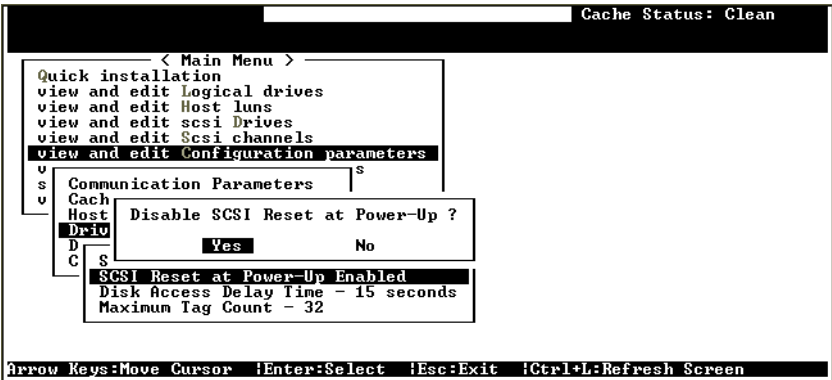 Cache Status: Clean
< Main Menu >
Quick installation
view and edit Logical drives
view and edit Host luns
view and edit scsi Drives
view and edit Scsi channels
view and edit Configuration parameters
v s
s Communication Parameters
v Cach
Host Disable SCSI Reset at Power-Up ?
Driv
D Yes No
C S
SCSI Reset at Power-Up Enabled
Disk Access Delay Time - 15 seconds
Maximum Tag Count - 32
Arrow Keys:Move Cursor |Enter:Select |Esc:Exit |Ctrl+L:Refresh Screen